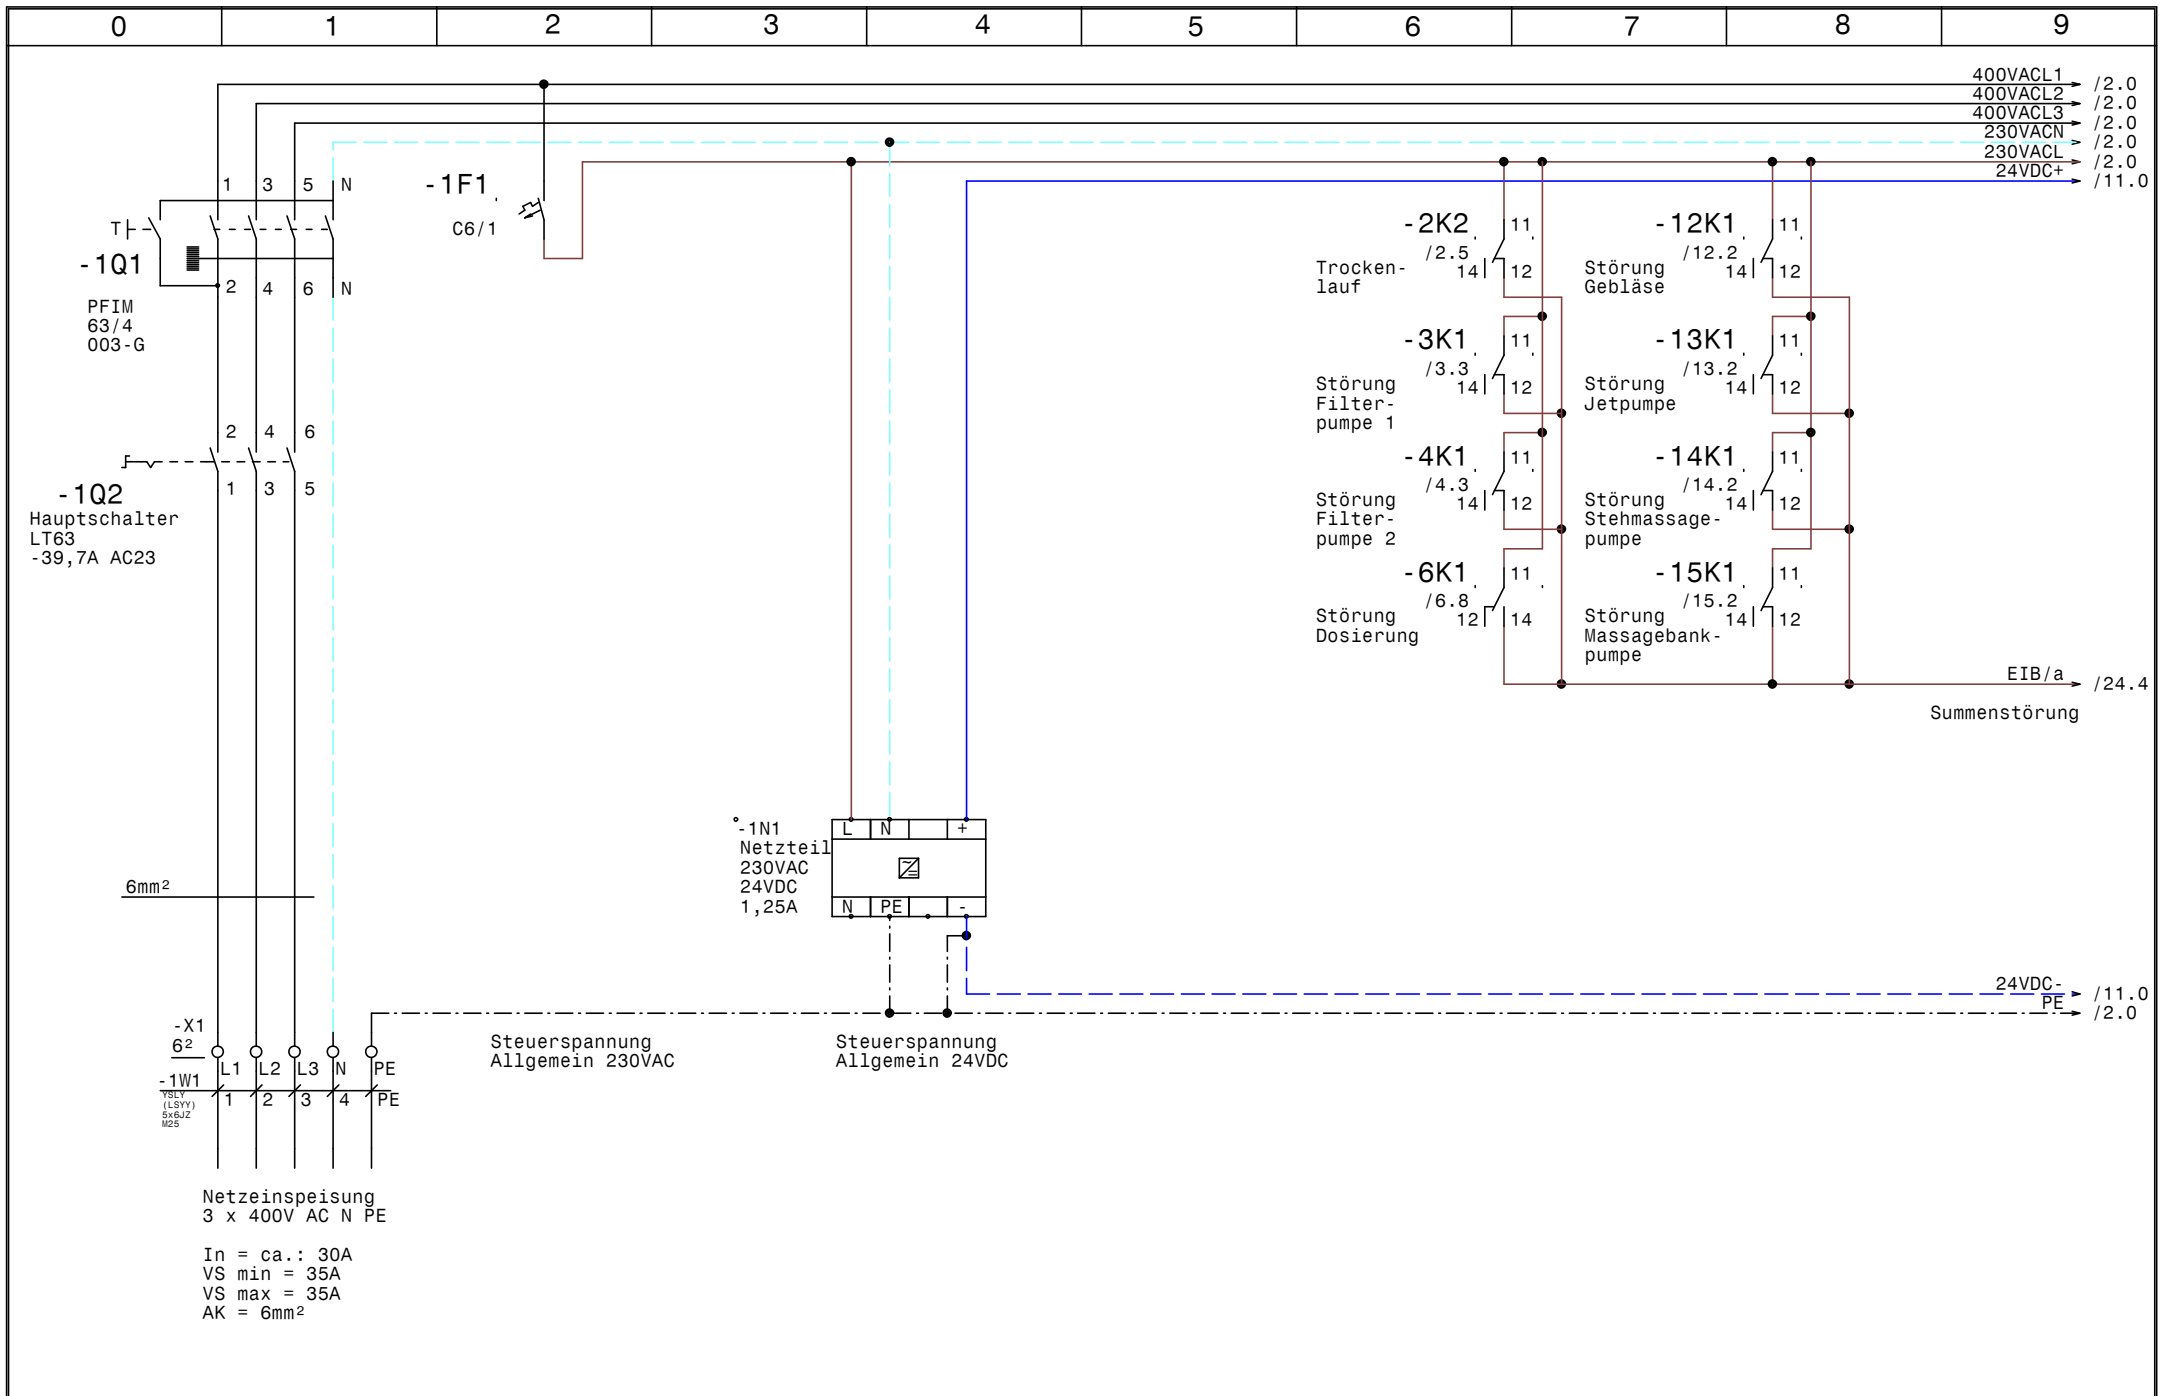 0 1 2 3 4 5 6 7 8 9
400VACL1 /2.0
400VACL2 /2.0
400VACL3 /2.0
230VACN /2.0
230VACL /2.0
24VDC+ /11.0
1 3 5 N
T
-1Q1
2 4 6 N
PFIM
63/4
003-G
-1F1
C6/1
2 4 6
-1Q2
1 3 5
Hauptschalter
LT63
-39,7A AC23
-2K2 11
/2.5
14 12
Trocken-
lauf
-3K1 11
/3.3
14 12
Störung
Filter-
pumpe 1
-4K1 11
/4.3
14 12
Störung
Filter-
pumpe 2
-6K1 11
/6.8
12 14
Störung
Dosierung
-12K1 11
/12.2
14 12
Störung
Gebläse
-13K1 11
/13.2
14 12
Störung
Jetpumpe
-14K1 11
/14.2
14 12
Störung
Stehmassage-
pumpe
-15K1 11
/15.2
14 12
Störung
Massagebank-
pumpe
EIB/a /24.4
Summenstörung
-1N1
Netzteil
230VAC
24VDC
1,25A
L N +
N PE -
6mm²
24VDC- /11.0
PE /2.0
Steuerspannung
Allgemein 230VAC
Steuerspannung
Allgemein 24VDC
-X1
6²
L1 L2 L3 N PE
-1W1
1 2 3 4 PE
YSLY
(LSYY)
5x6JZ
M25
Netzeinspeisung
3 x 400V AC N PE
In = ca.: 30A
VS min = 35A
VS max = 35A
AK = 6mm²